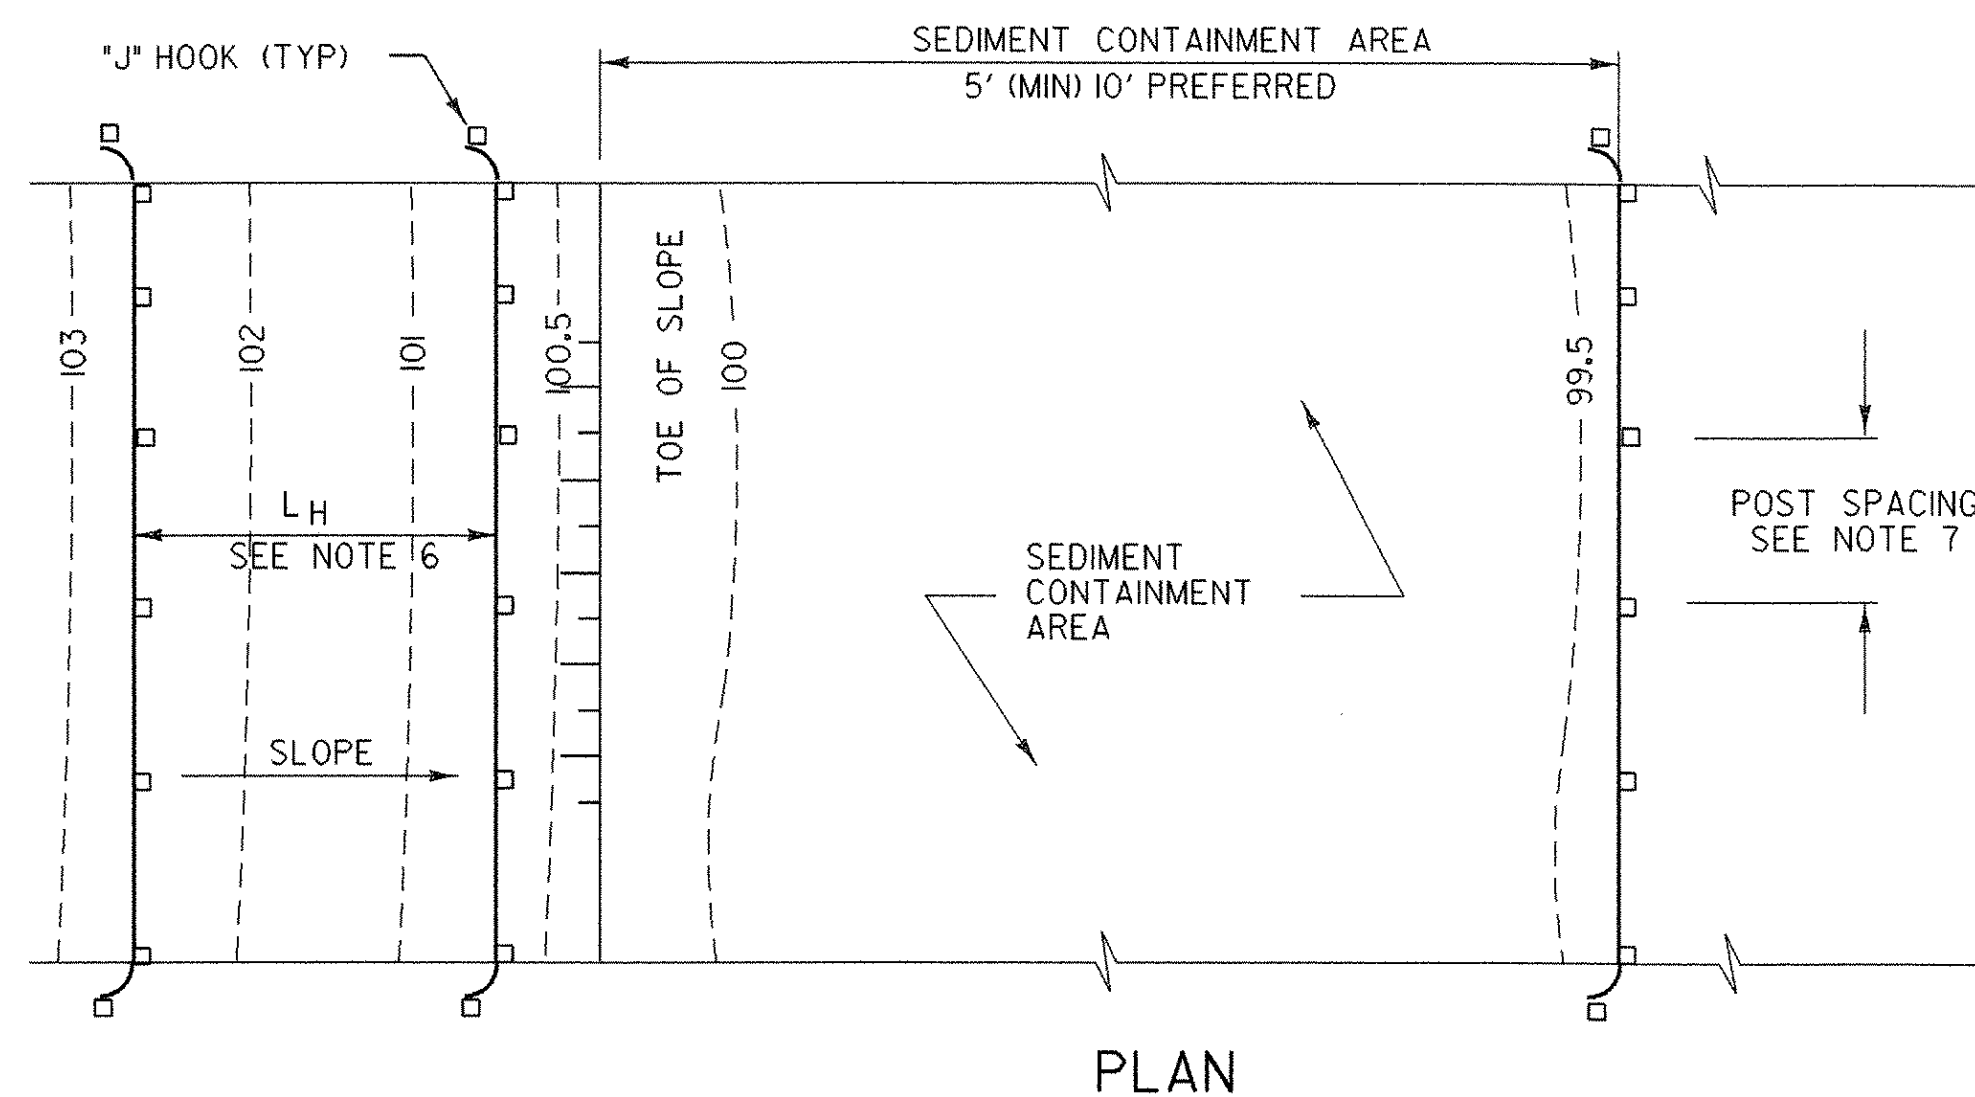 SEDIMENT CONTAINMENT AREA
5' (MIN) 10' PREFERRED
"J" HOOK (TYP)
103
102
101
100.5
TOE OF SLOPE
100
99.5
L H
SEE NOTE 6
SLOPE
SEDIMENT
CONTAINMENT
AREA
POST SPACING
SEE NOTE 7
PLAN